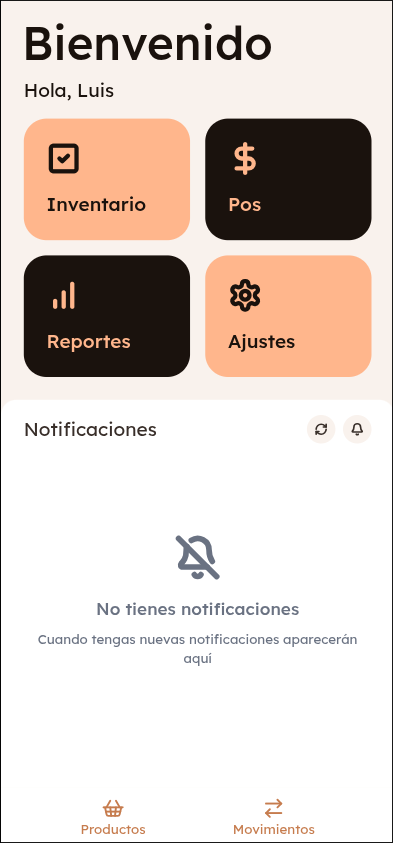 Bienvenido
Hola, Luis
Inventario
Pos
Reportes
Ajustes
Notificaciones
No tienes notificaciones
Cuando tengas nuevas notificaciones aparecerán
aquí
Productos
Movimientos